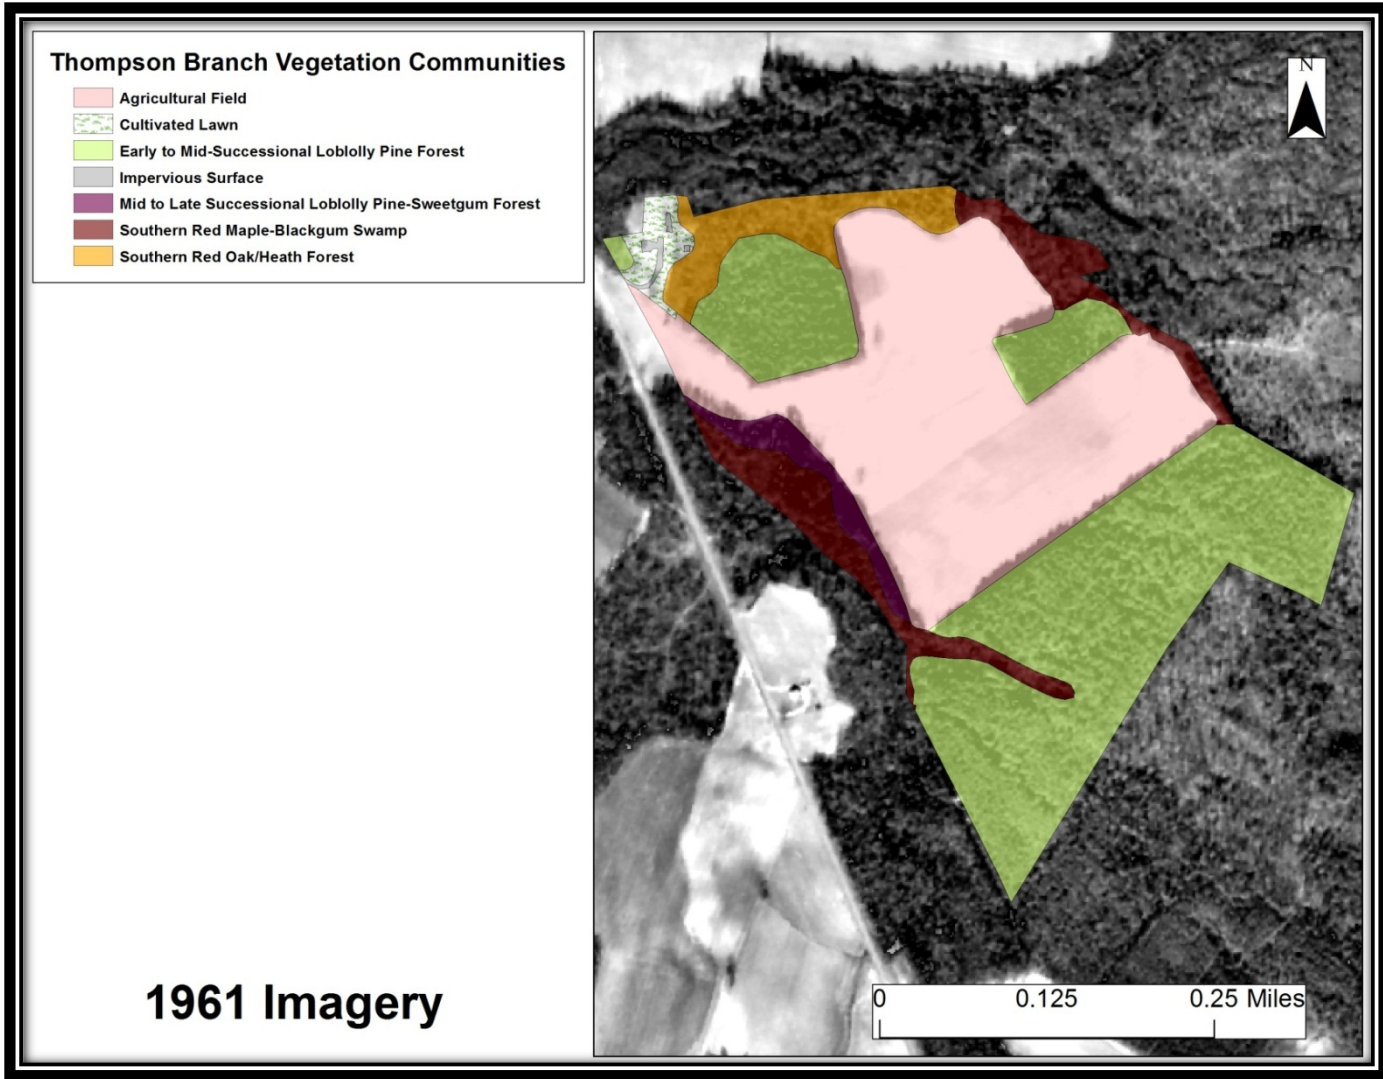 Thompson Branch Vegetation Communities
Agricultural Field
Cultivated Lawn
Early to Mid-Successional Loblolly Pine Forest
Impervious Surface
Mid to Late Successional Loblolly Pine-Sweetgum Forest
Southern Red Maple-Blackgum Swamp
Southern Red Oak/Heath Forest
N
1961 Imagery
0 0.125 0.25 Miles